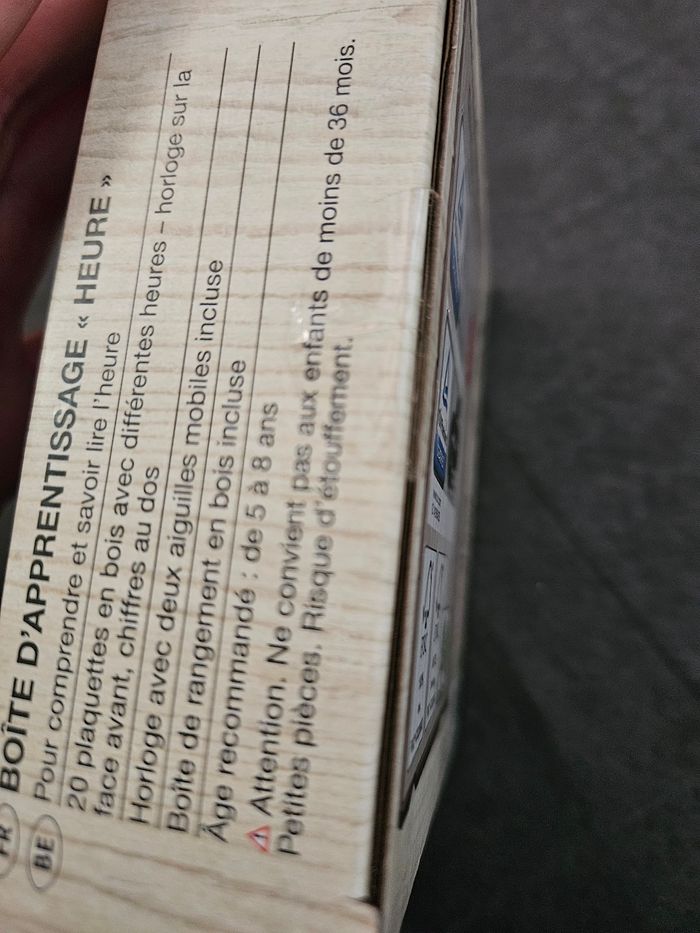 FR
BE
BOÎTE D'APPRENTISSAGE « HEURE »
Pour comprendre et savoir lire l'heure
20 plaquettes en bois avec différentes heures – horloge sur la
face avant, chiffres au dos
Horloge avec deux aiguilles mobiles incluse
Boîte de rangement en bois incluse
Âge recommandé : de 5 à 8 ans
Attention. Ne convient pas aux enfants de moins de 36 mois.
Petites pièces. Risque d'étouffement.